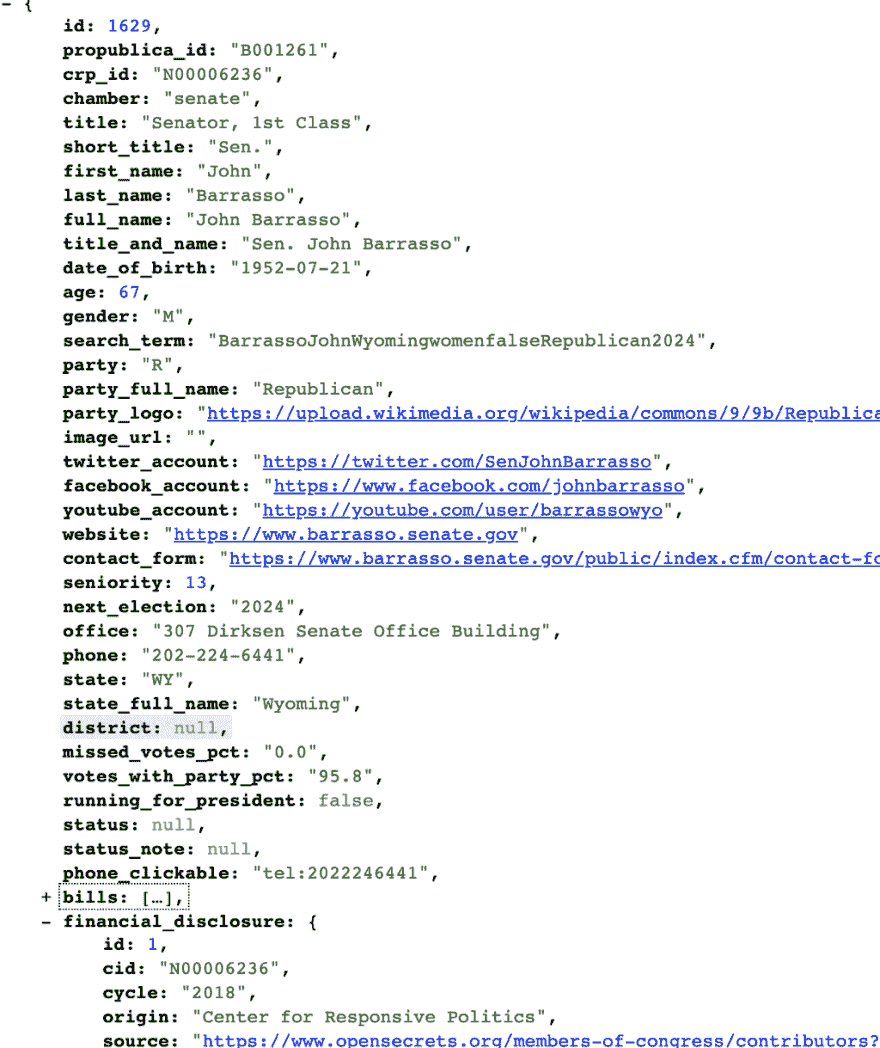 - {
id: 1629,
propublica_id: "B001261",
crp_id: "N00006236",
chamber: "senate",
title: "Senator, 1st Class",
short_title: "Sen.",
first_name: "John",
last_name: "Barrasso",
full_name: "John Barrasso",
title_and_name: "Sen. John Barrasso",
date_of_birth: "1952-07-21",
age: 67,
gender: "M",
search_term: "BarrassoJohnWyomingwomenfalseRepublican2024",
party: "R",
party_full_name: "Republican",
party_logo: "https://upload.wikimedia.org/wikipedia/commons/9/9b/Republica
image_url: "",
twitter_account: "https://twitter.com/SenJohnBarrasso",
facebook_account: "https://www.facebook.com/johnbarrasso",
youtube_account: "https://youtube.com/user/barrassowyo",
website: "https://www.barrasso.senate.gov",
contact_form: "https://www.barrasso.senate.gov/public/index.cfm/contact-fo
seniority: 13,
next_election: "2024",
office: "307 Dirksen Senate Office Building",
phone: "202-224-6441",
state: "WY",
state_full_name: "Wyoming",
district: null,
missed_votes_pct: "0.0",
votes_with_party_pct: "95.8",
running_for_president: false,
status: null,
status_note: null,
phone_clickable: "tel:2022246441",
+ bills: […],
- financial_disclosure: {
id: 1,
cid: "N00006236",
cycle: "2018",
origin: "Center for Responsive Politics",
source: "https://www.opensecrets.org/members-of-congress/contributors?